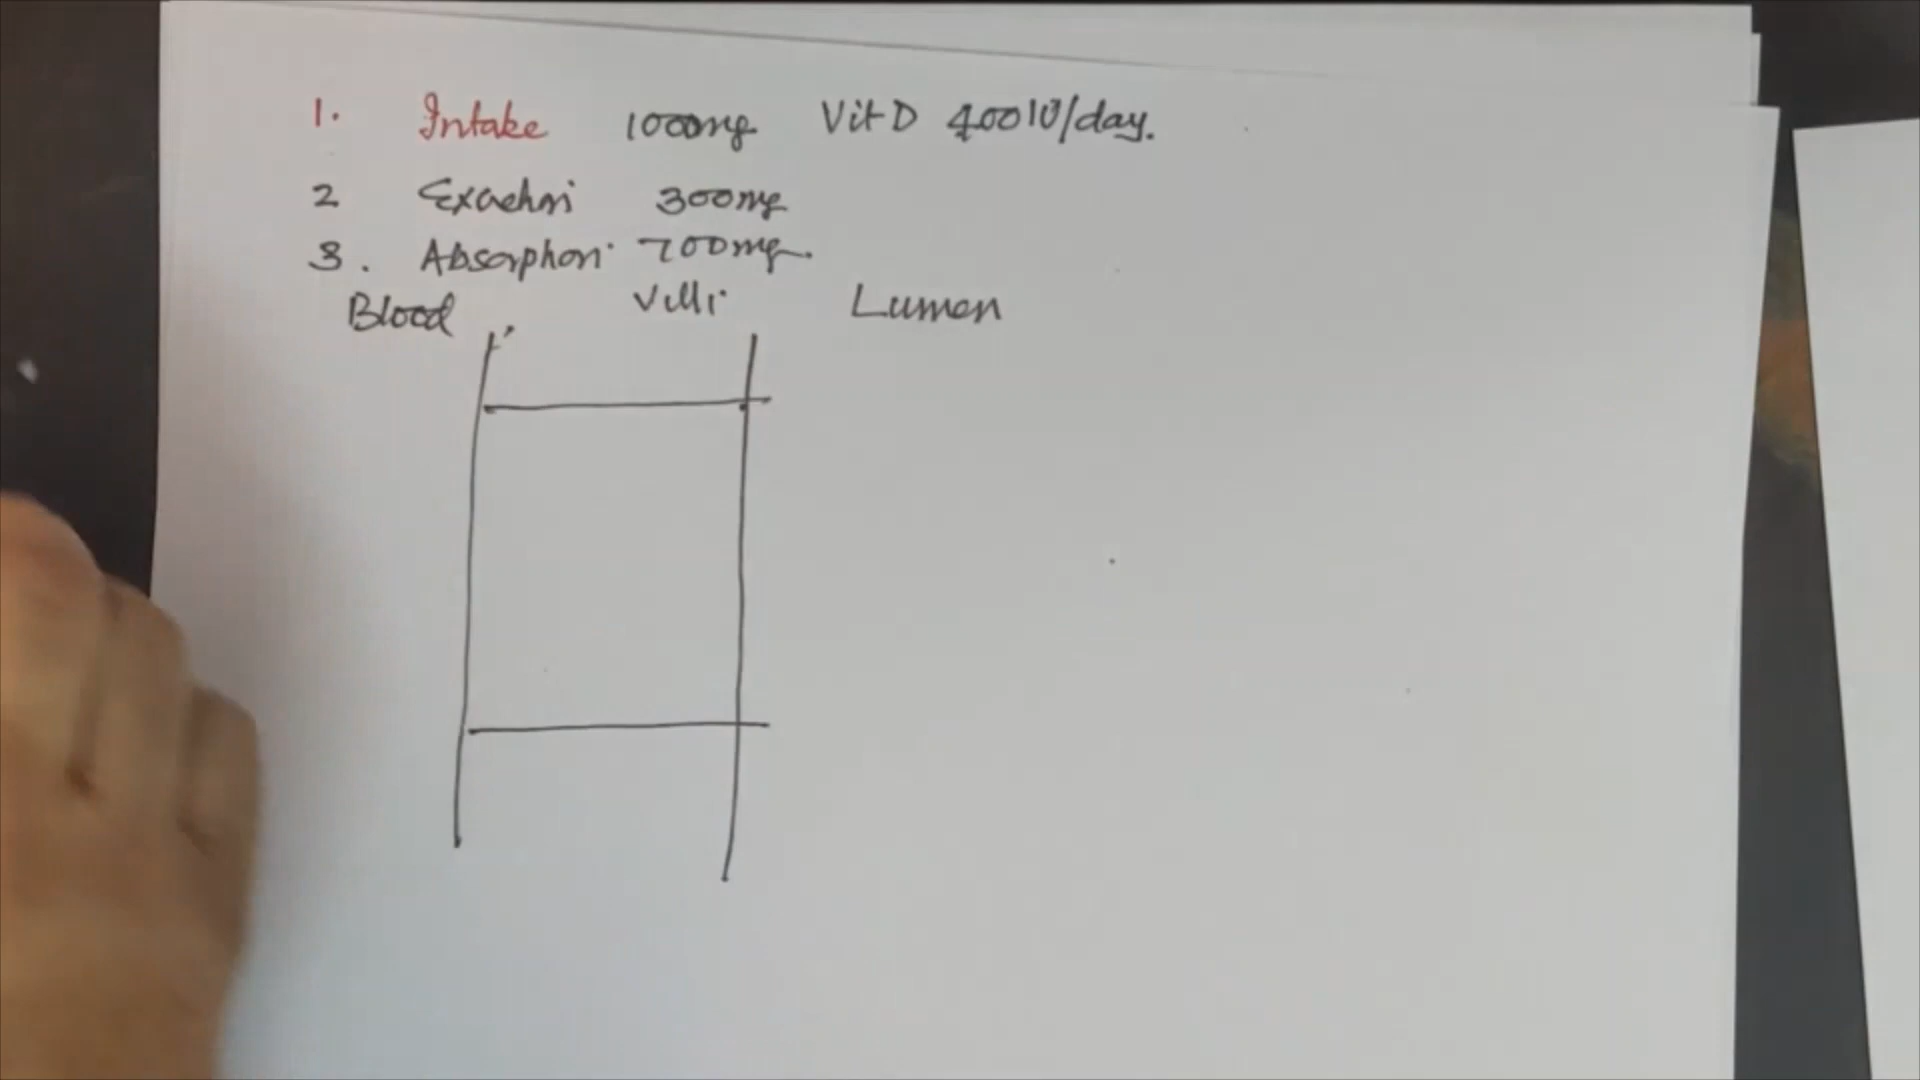 1. Intake 1000mg Vit D 400IU/day.
2 Excretion 300mg
3. Absorption 700mg.
Blood Villi Lumen